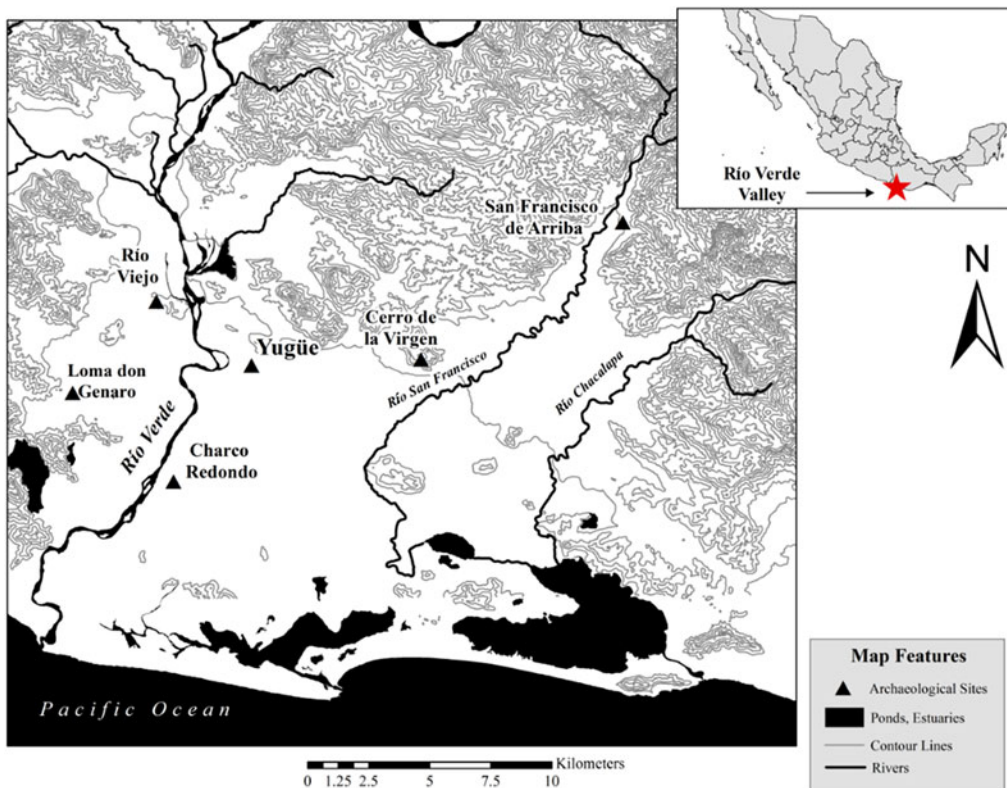 Río Verde
Valley
San Francisco
de Arriba
N
Río
Viejo
Cerro de
la Virgen
Yugüe
Río San Francisco
Río Chacalapa
Loma don
Genaro
Río Verde
Charco
Redondo
Map Features
Archaeological Sites
Ponds, Estuaries
Contour Lines
Rivers
Pacific Ocean
Kilometers
0 1.25 2.5 5 7.5 10